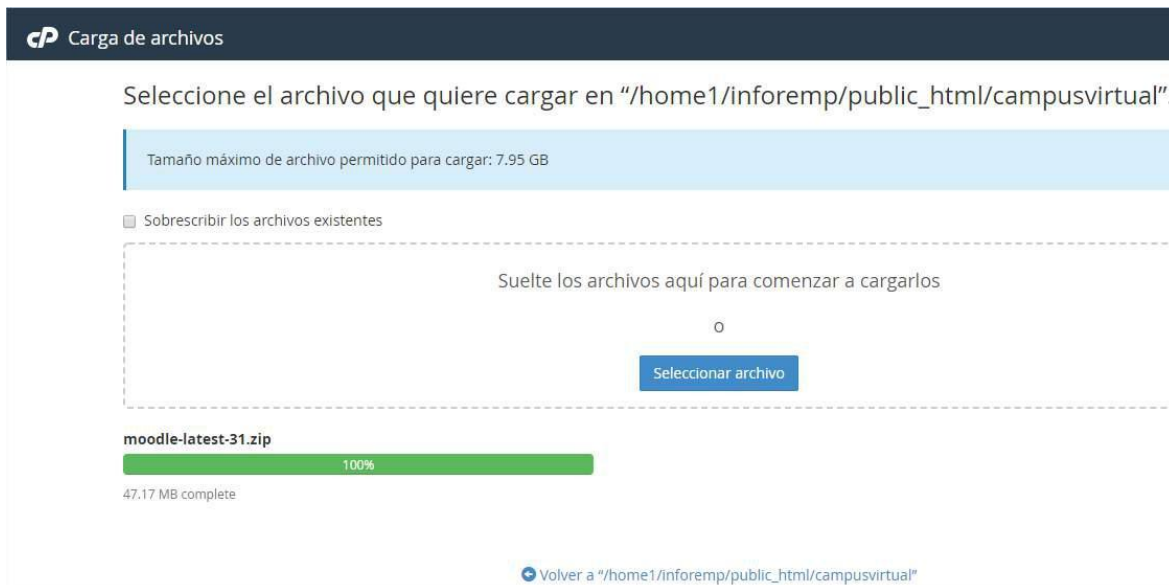 cP Carga de archivos
Seleccione el archivo que quiere cargar en “/home1/inforemp/public_html/campusvirtual”.
Tamaño máximo de archivo permitido para cargar: 7.95 GB
Sobrescribir los archivos existentes
Suelte los archivos aquí para comenzar a cargarlos
o
Seleccionar archivo
moodle-latest-31.zip
100%
47.17 MB complete
Volver a “/home1/inforemp/public_html/campusvirtual”